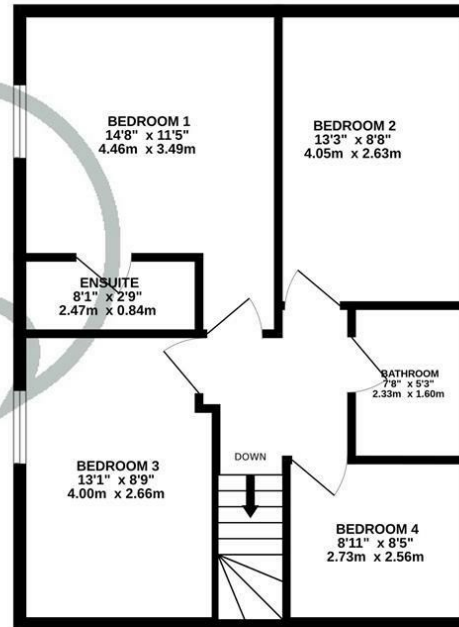 BEDROOM 1
14'8" x 11'5"
4.46m x 3.49m
BEDROOM 2
13'3" x 8'8"
4.05m x 2.63m
ENSUITE
8'1" x 2'9"
2.47m x 0.84m
BATHROOM
7'8" x 5'3"
2.33m x 1.60m
BEDROOM 3
13'1" x 8'9"
4.00m x 2.66m
DOWN
BEDROOM 4
8'11" x 8'5"
2.73m x 2.56m